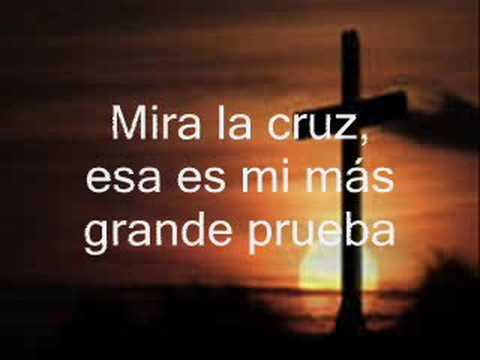 Mira la cruz,
esa es mi más
grande prueba